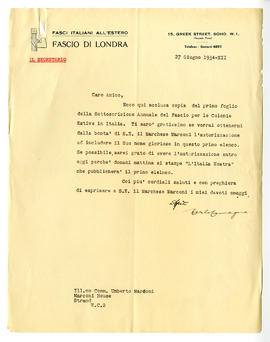 FASCI ITALIANI ALL'ESTERO
FASCIO DI LONDRA
IL SEGRETARIO
15, GREEK STREET, SOHO, W.1.
27 Giugno 1934-XII
Caro Amico,
Ecco qui acclusa copia del primo foglio
della Sottoscrizione Annuale del Fascio per le Colonie
Estive in Italia. Ti saro' gratissimo se vorrai ottenermi
dalla bonta' di S.E. il Marchese Marconi l'autorizzazione
ad includere il Suo nome glorioso in questo primo elenco.
Se possibile, sarei grato di avere l'autorizzazione entro
oggi perche' domani mattina si stampa "L'Italia Nostra"
che pubblichera' il primo elenco.
Coi piu' cordiali saluti e con preghiera
di esprimere a S.E. il Marchese Marconi i miei devoti omaggi
Ill.mo Comm. Umberto Marconi
Marconi House
Strand
W.C.2